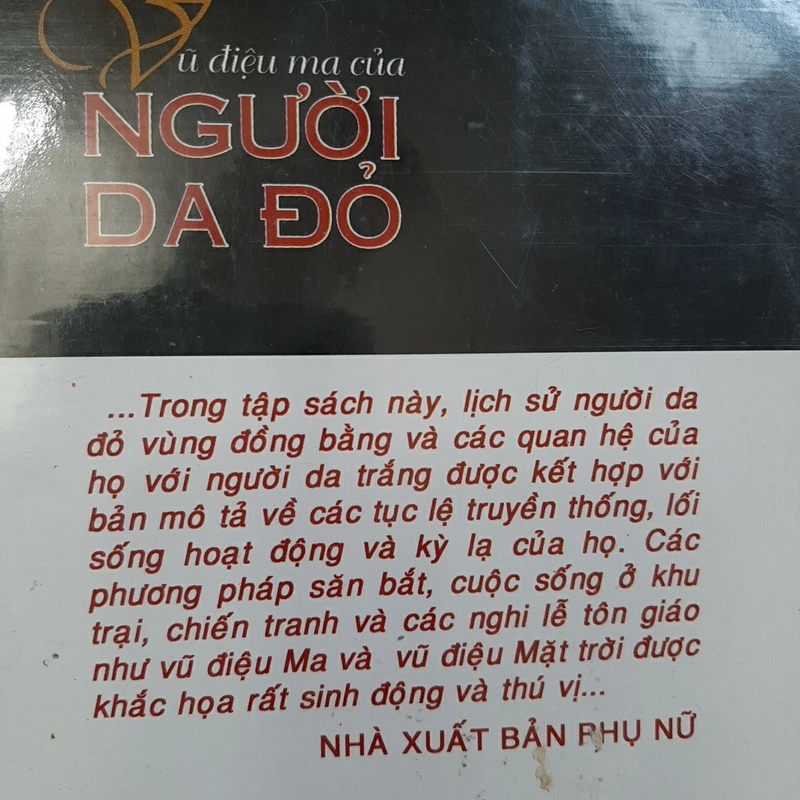 Vũ điệu ma của
NGƯỜI
DA ĐỎ
...Trong tập sách này, lịch sử người da
đỏ vùng đồng bằng và các quan hệ của
họ với người da trắng được kết hợp với
bản mô tả về các tục lệ truyền thống, lối
sống hoạt động và kỳ lạ của họ. Các
phương pháp săn bắt, cuộc sống ở khu
trại, chiến tranh và các nghi lễ tôn giáo
như vũ điệu Ma và vũ điệu Mặt trời được
khắc họa rất sinh động và thú vị...
NHÀ XUẤT BẢN PHỤ NỮ